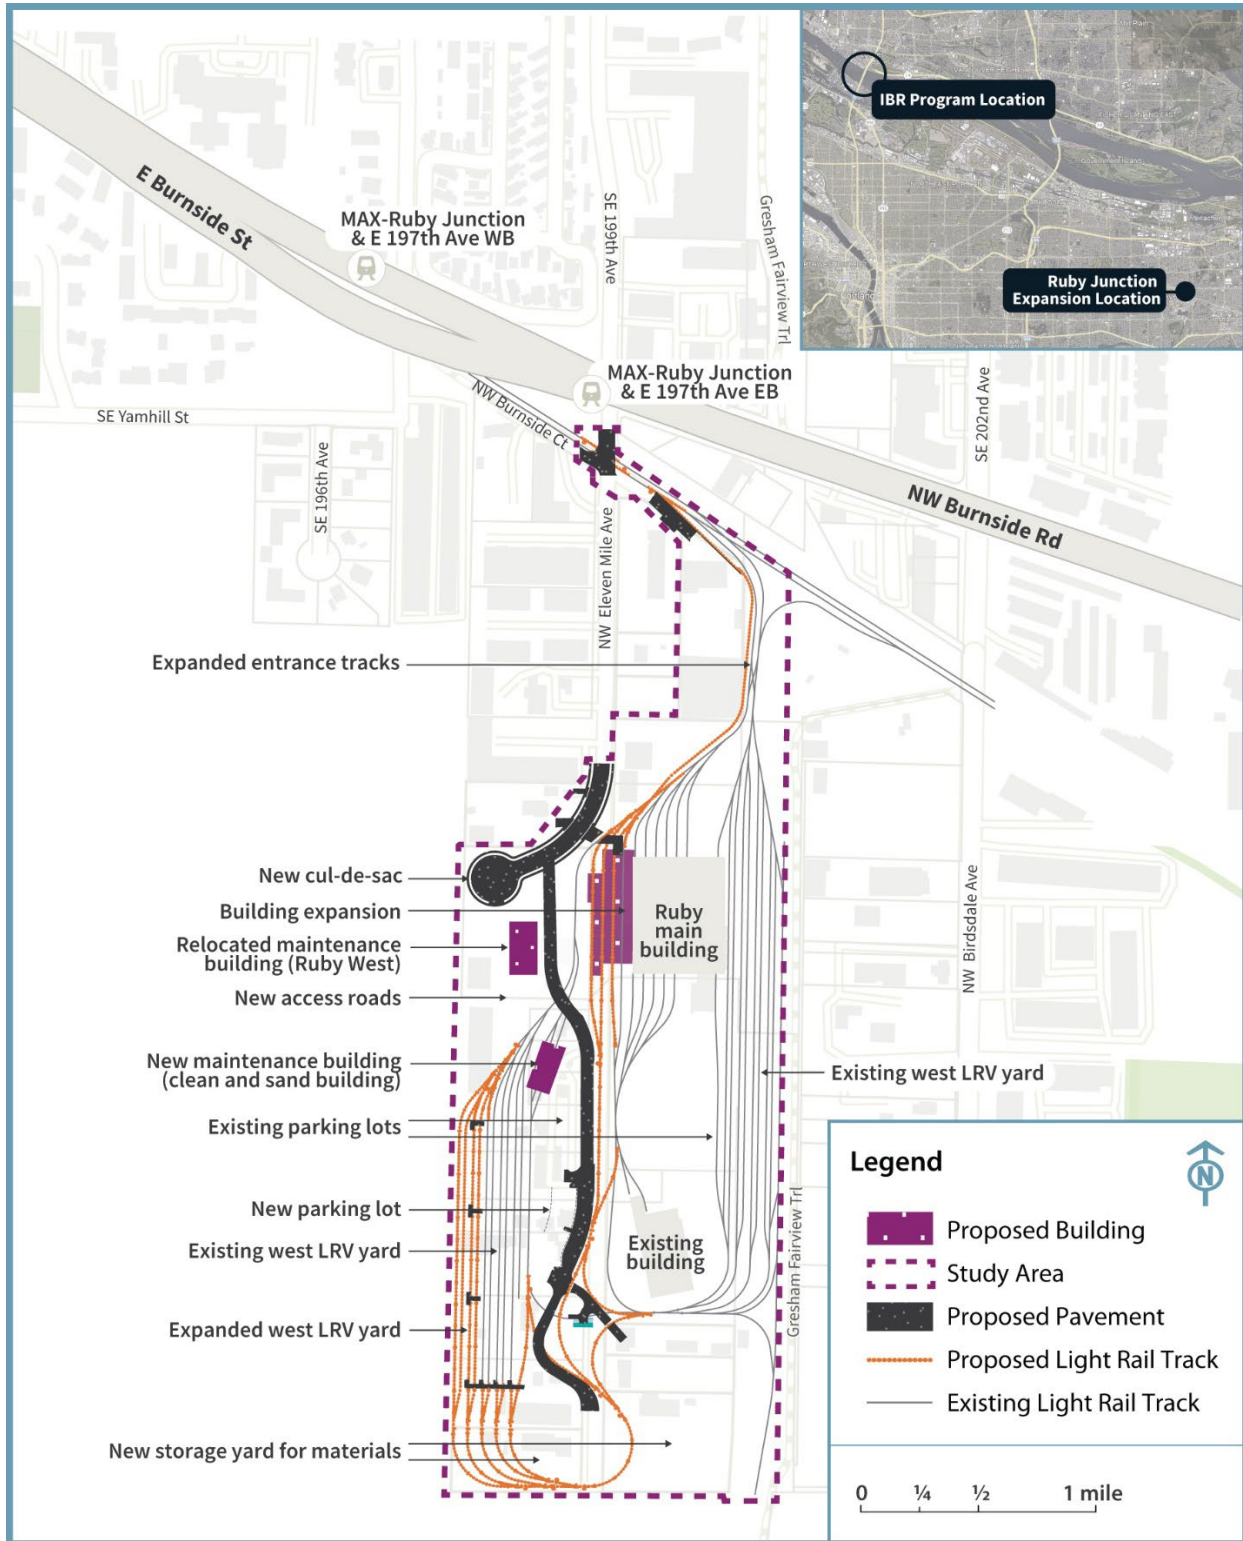 IBR Program Location
Ruby Junction
Expansion Location
E Burnside St
MAX-Ruby Junction
& E 197th Ave WB
SE 199th Ave
Gresham Fairview Trl
MAX-Ruby Junction
& E 197th Ave EB
SE Yamhill St
NW Burnside Ct
SE 196th Ave
SE 202nd Ave
NW Burnside Rd
NW Eleven Mile Ave
Expanded entrance tracks
New cul-de-sac
Building expansion
Ruby
main
building
Relocated maintenance
building (Ruby West)
New access roads
NW Birdsdale Ave
New maintenance building
(clean and sand building)
Existing west LRV yard
Existing parking lots
New parking lot
Existing west LRV yard
Existing
building
Gresham Fairview Trl
Expanded west LRV yard
New storage yard for materials
Legend
N
Proposed Building
Study Area
Proposed Pavement
Proposed Light Rail Track
Existing Light Rail Track
0 ¼ ½ 1 mile